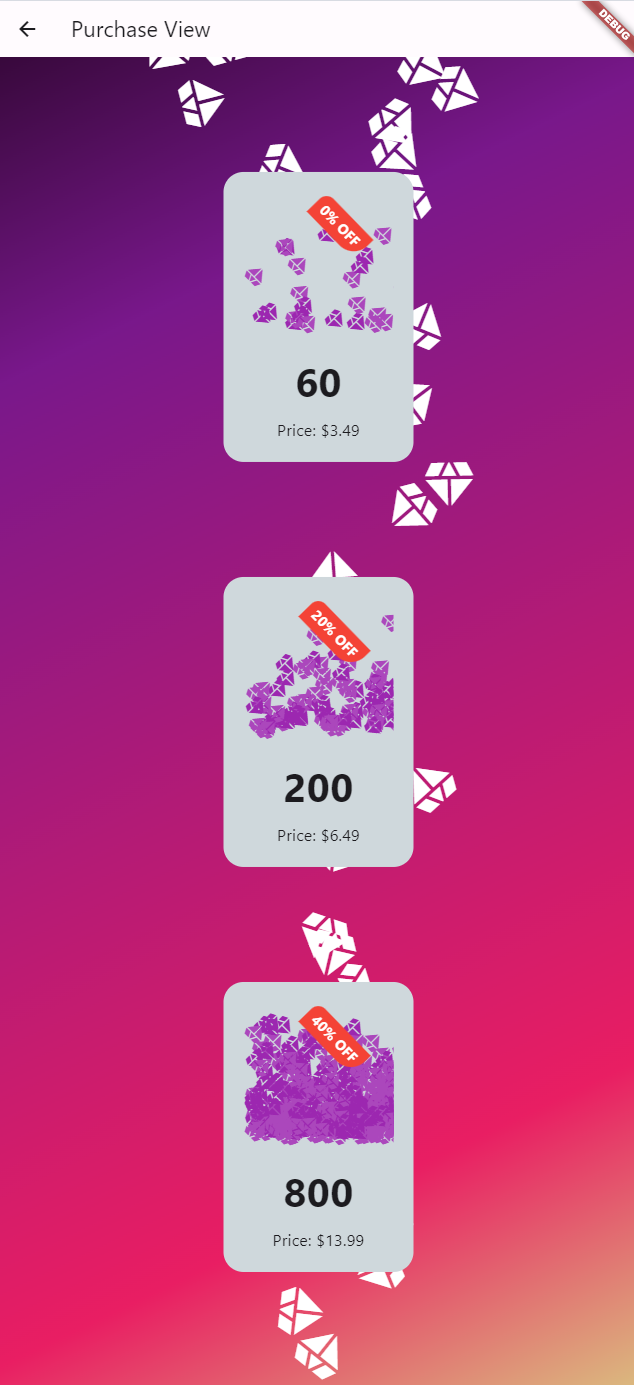 Purchase View
DEBUG
0% OFF
60
Price: $3.49
20% OFF
200
Price: $6.49
40% OFF
800
Price: $13.99